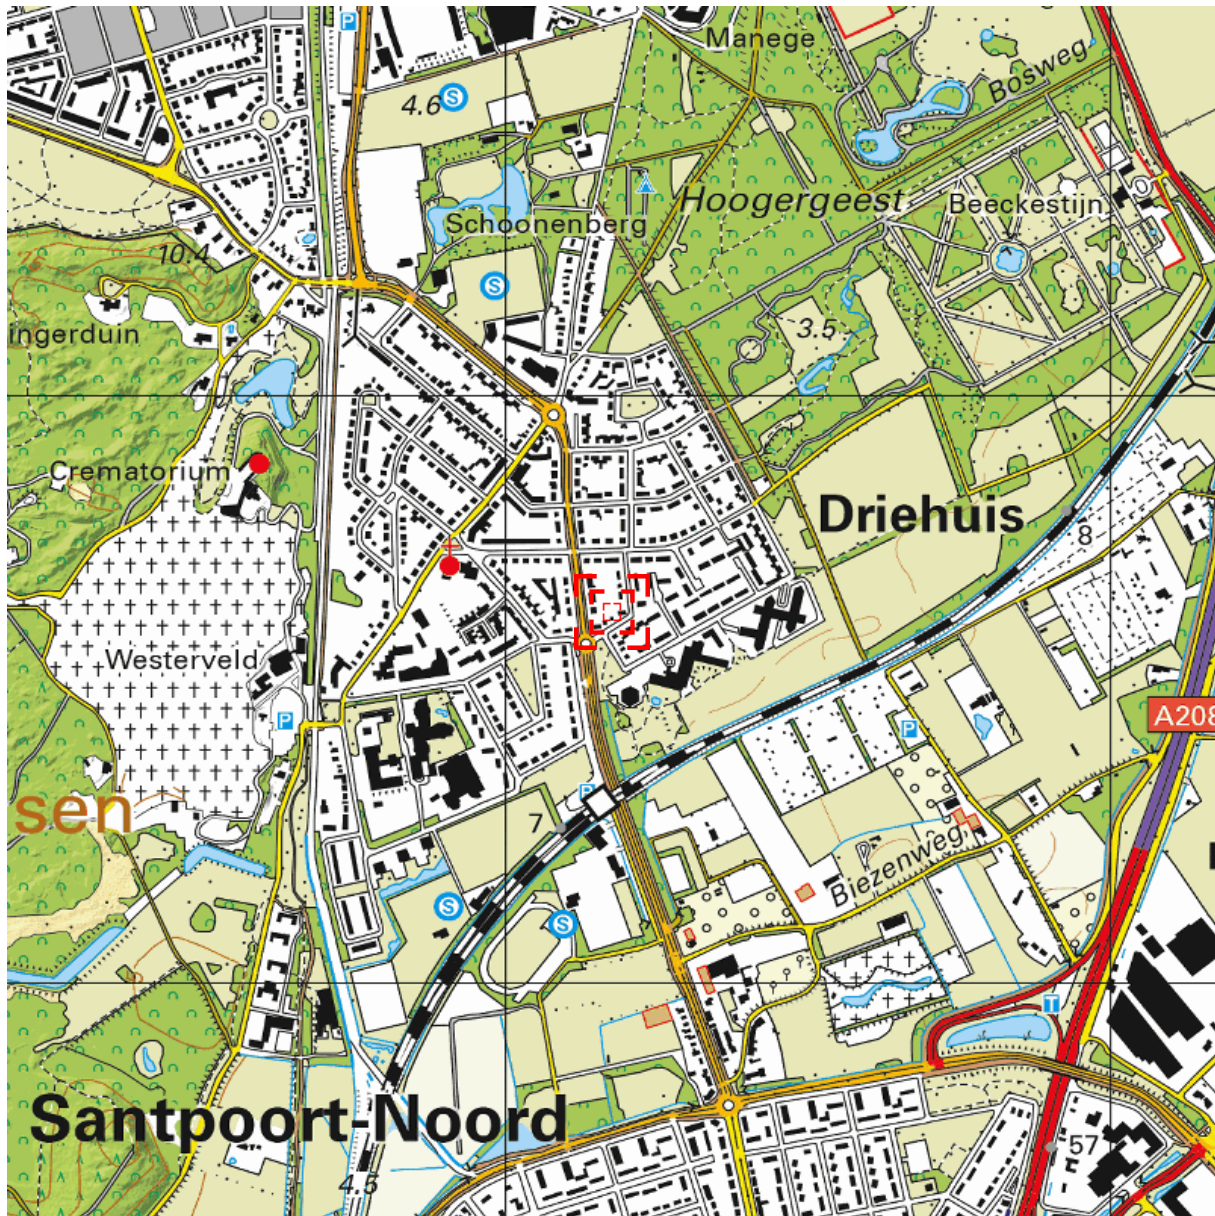 P
Manege
Bosweg
4.6 S
Hoogergeest
Beeckestijn
Schoonenberg
10.4
S
ingerduin
3.5
Crematorium
Driehuis
8
Westerveld
P
P
A208
sen
P
7
Biezenweg
S
S
T
Santpoort-Noord
57
4.5